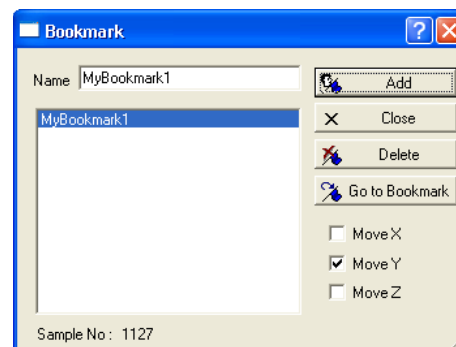 Bookmark
Name MyBookmark1
Add
MyBookmark1
Close
Delete
Go to Bookmark
Move X
Move Y
Move Z
Sample No : 1127